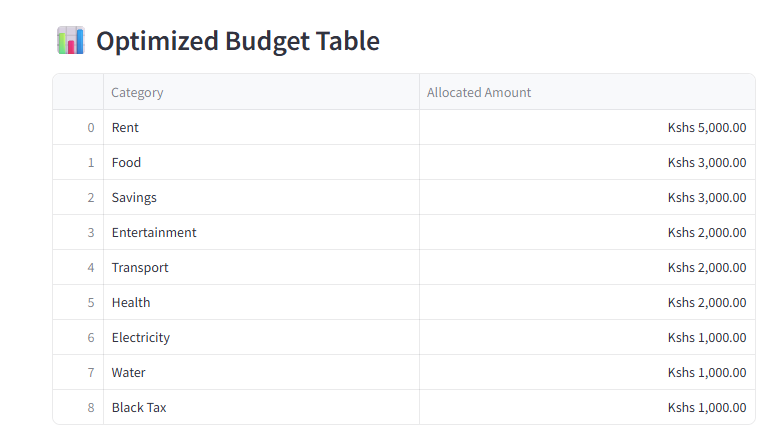 📊 Optimized Budget Table
Category Allocated Amount
0 Rent Kshs 5,000.00
1 Food Kshs 3,000.00
2 Savings Kshs 3,000.00
3 Entertainment Kshs 2,000.00
4 Transport Kshs 2,000.00
5 Health Kshs 2,000.00
6 Electricity Kshs 1,000.00
7 Water Kshs 1,000.00
8 Black Tax Kshs 1,000.00